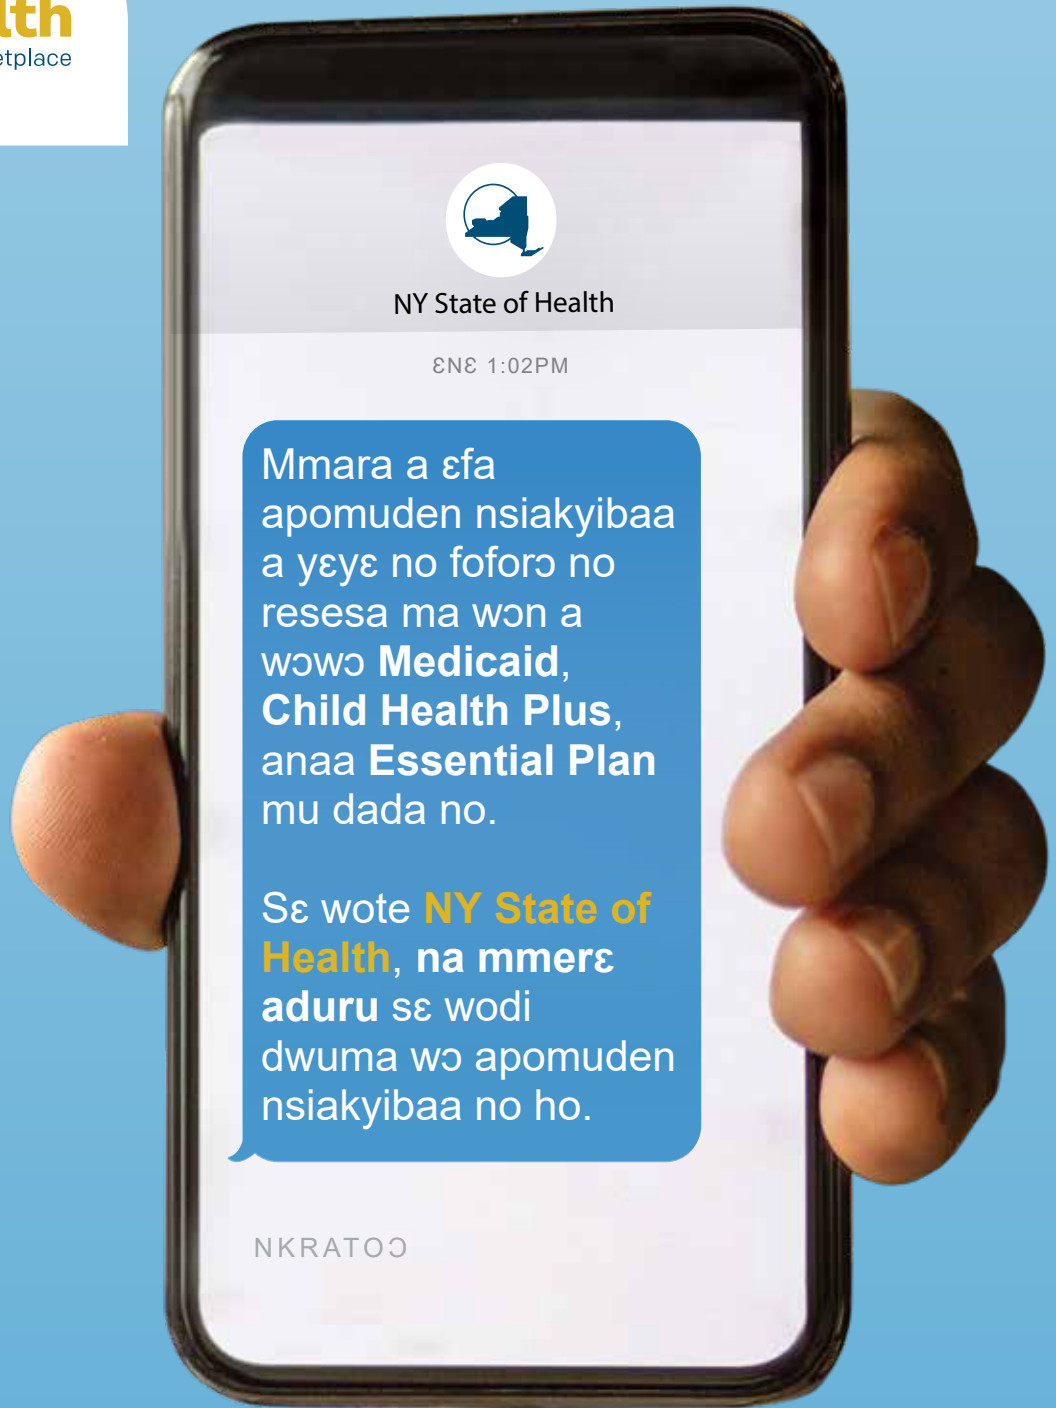 lth
etplace
NY State of Health
ƐNƐ 1:02PM
Mmara a ɛfa
apomuden nsiakyibaa
a yɛyɛ no foforɔ no
resesa ma wɔn a
wɔwɔ Medicaid,
Child Health Plus,
anaa Essential Plan
mu dada no.
Sɛ wote NY State of
Health, na mmerɛ
aduru sɛ wodi
dwuma wɔ apomuden
nsiakyibaa no ho.
NKRATOƆ